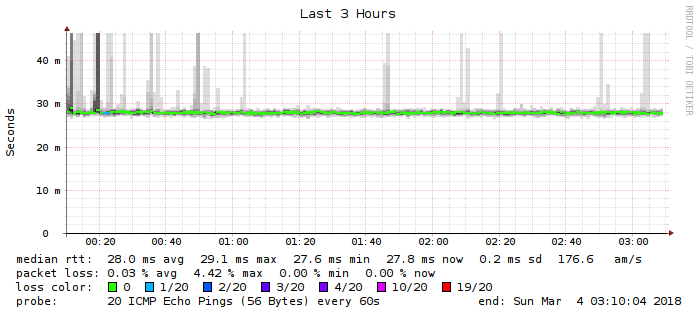 Last 3 Hours
RRDTOOL / TOBI OETIKER
Seconds
40 m
30 m
20 m
10 m
0
00:20 00:40 01:00 01:20 01:40 02:00 02:20 02:40 03:00
median rtt: 28.0 ms avg 29.1 ms max 27.6 ms min 27.8 ms now 0.2 ms sd 176.6 am/s
packet loss: 0.03 % avg 4.42 % max 0.00 % min 0.00 % now
loss color: 0 1/20 2/20 3/20 4/20 10/20 19/20
probe: 20 ICMP Echo Pings (56 Bytes) every 60s end: Sun Mar 4 03:10:04 2018